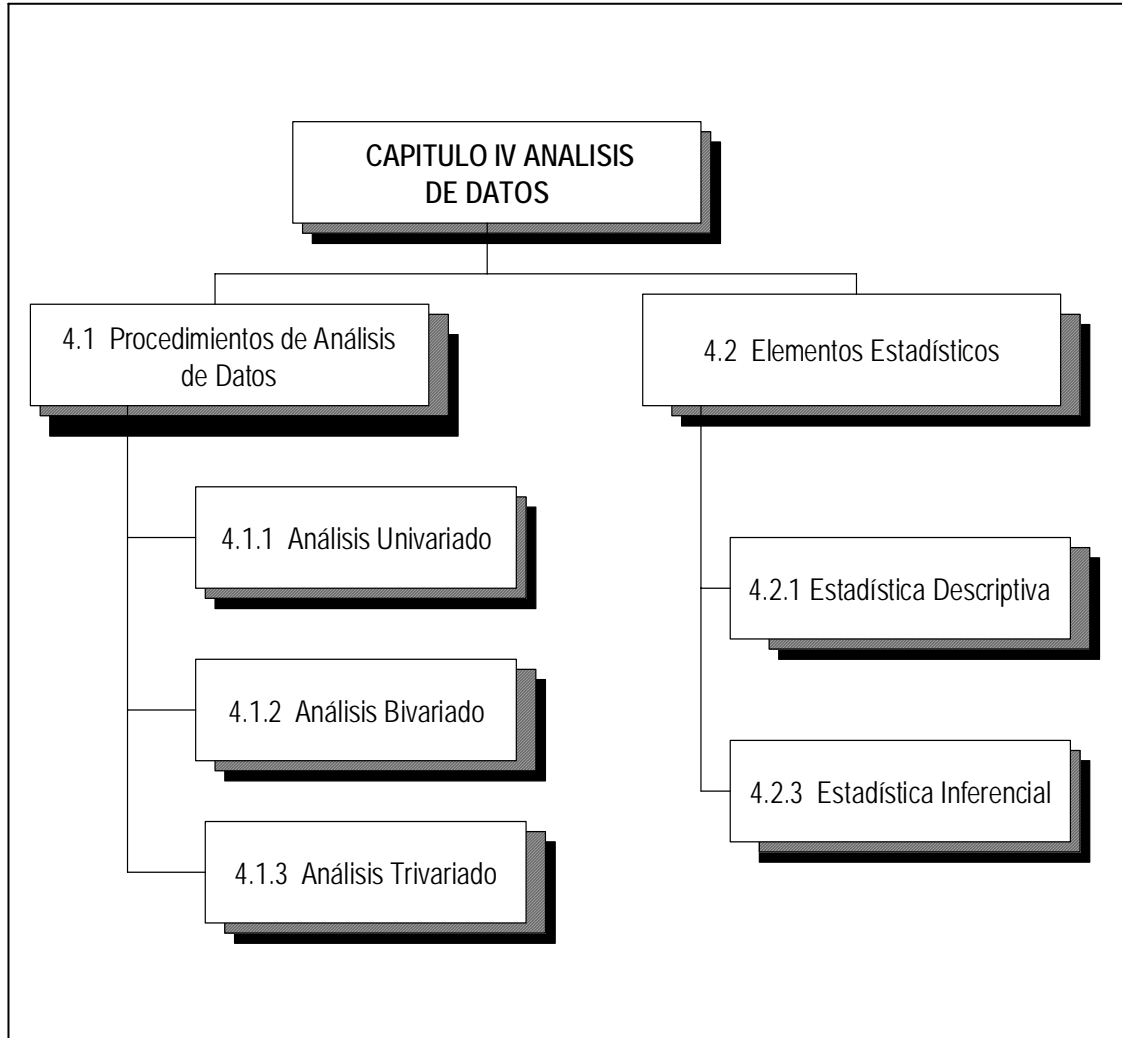 CAPITULO IV ANALISIS
DE DATOS
4.1 Procedimientos de Análisis
de Datos
4.1.1 Análisis Univariado
4.1.2 Análisis Bivariado
4.1.3 Análisis Trivariado
4.2 Elementos Estadísticos
4.2.1 Estadística Descriptiva
4.2.3 Estadística Inferencial